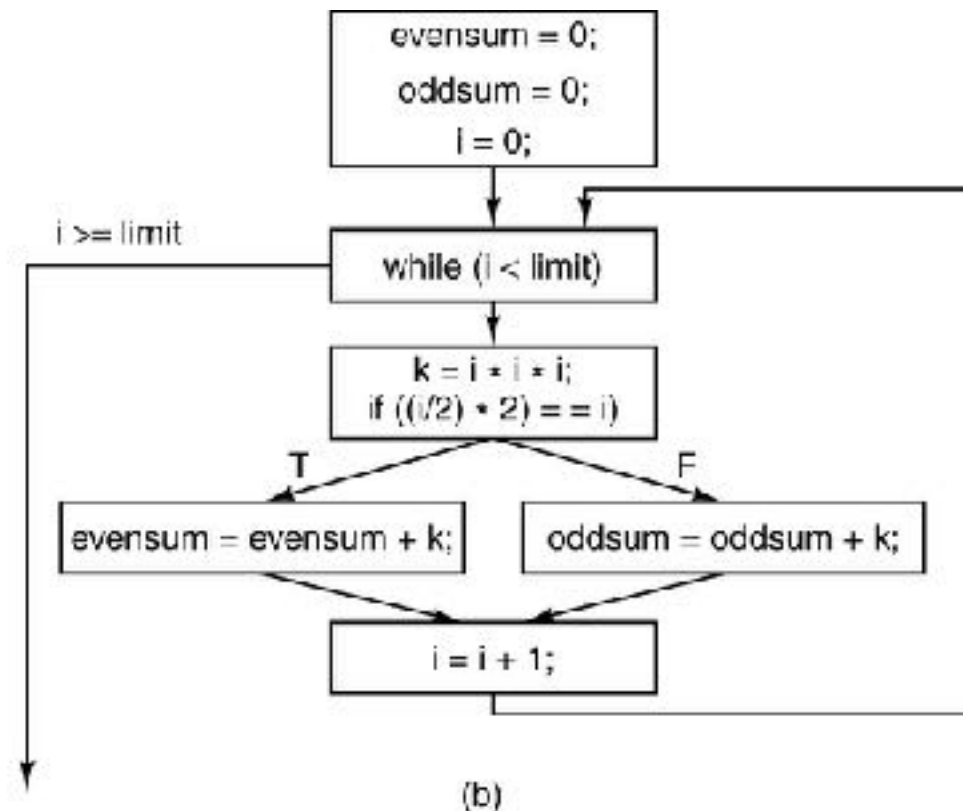 evensum = 0;
oddsum = 0;
i = 0;
i >= limit
while (i < limit)
k = i * i * i;
if ((i/2) * 2) = = i)
T
F
evensum = evensum + k;
oddsum = oddsum + k;
i = i + 1;
(b)